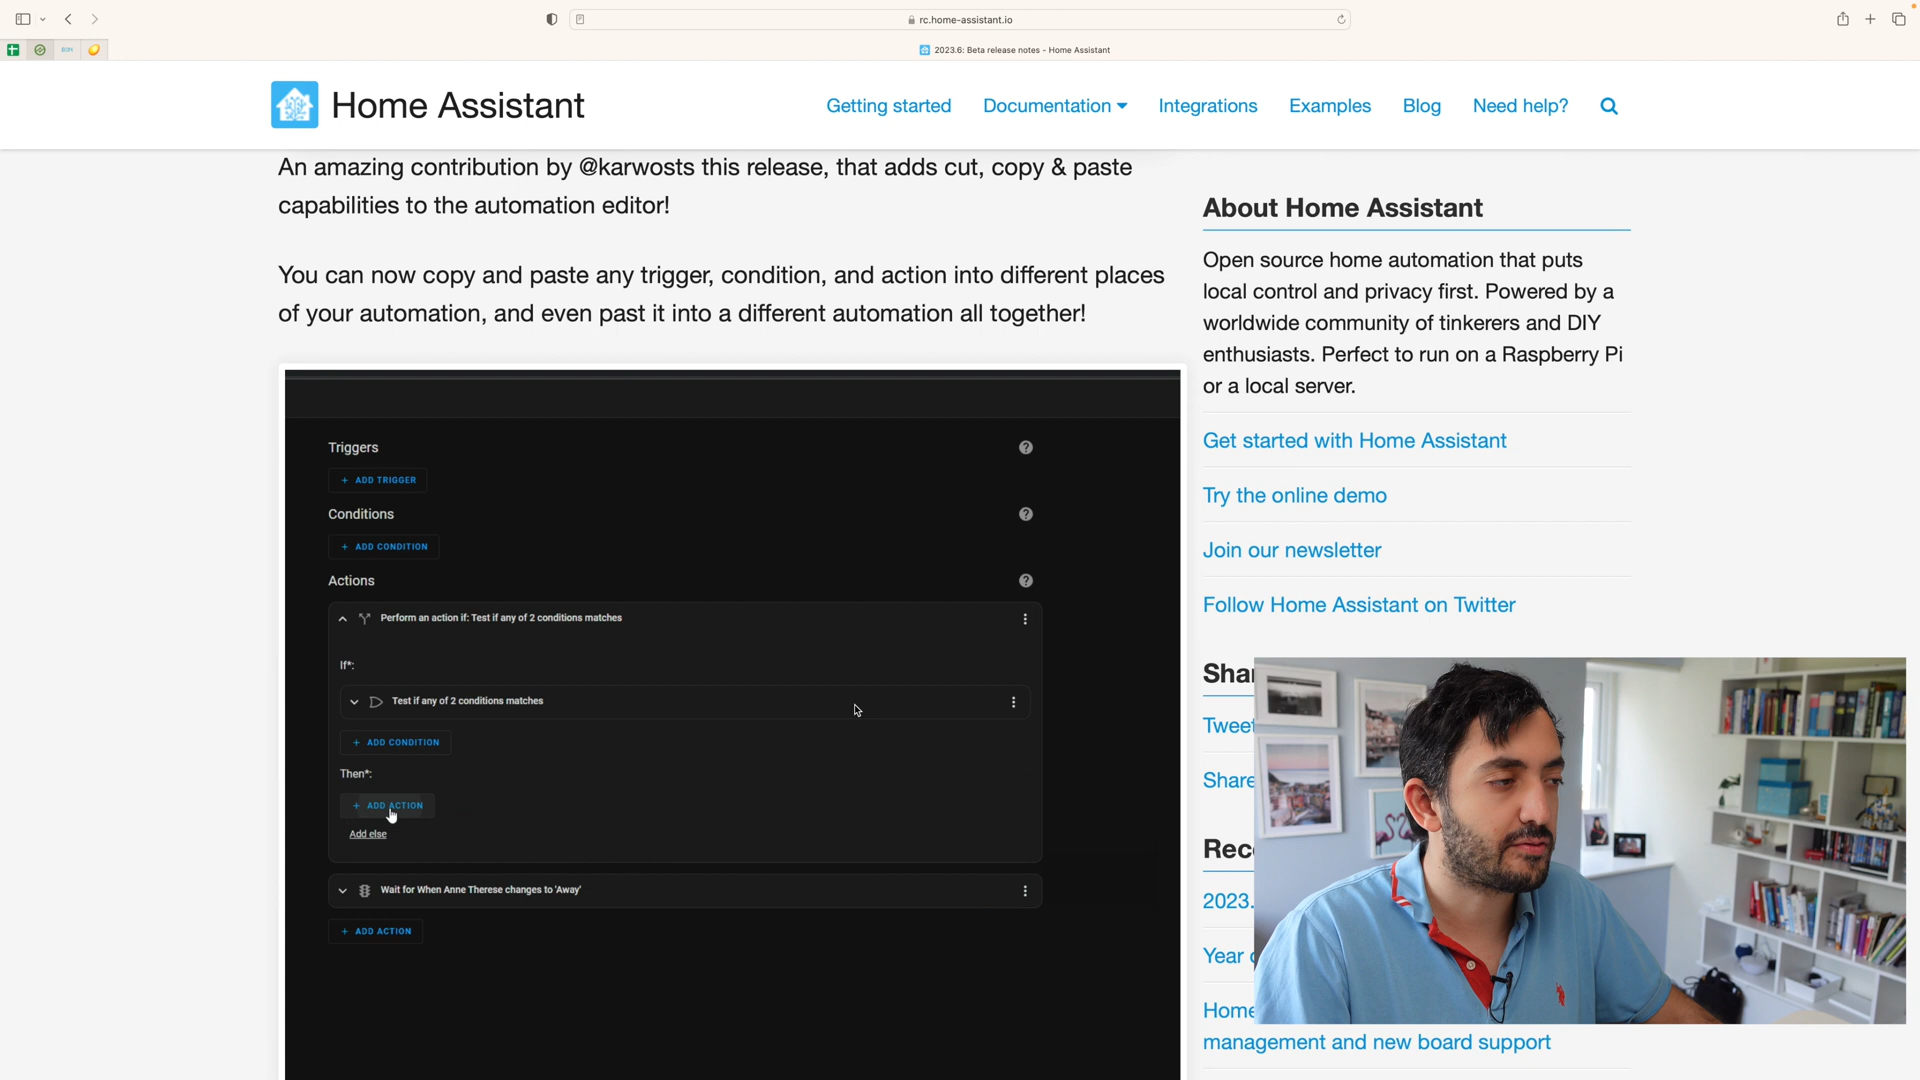 rc.home-assistant.io
2023.6: Beta release notes - Home Assistant
Home Assistant
Getting started
Documentation
Integrations
Examples
Blog
Need help?
An amazing contribution by @karwosts this release, that adds cut, copy & paste
capabilities to the automation editor!
You can now copy and paste any trigger, condition, and action into different places
of your automation, and even past it into a different automation all together!
Triggers
+ ADD TRIGGER
Conditions
+ ADD CONDITION
Actions
Perform an action if: Test if any of 2 conditions matches
If*:
Test if any of 2 conditions matches
+ ADD CONDITION
Then*:
+ ADD ACTION
Add else
Wait for When Anne Therese changes to 'Away'
+ ADD ACTION
About Home Assistant
Open source home automation that puts
local control and privacy first. Powered by a
worldwide community of tinkerers and DIY
enthusiasts. Perfect to run on a Raspberry Pi
or a local server.
Get started with Home Assistant
Try the online demo
Join our newsletter
Follow Home Assistant on Twitter
Sha
Tweet
Share
Rec
2023.
Year
Home
management and new board support